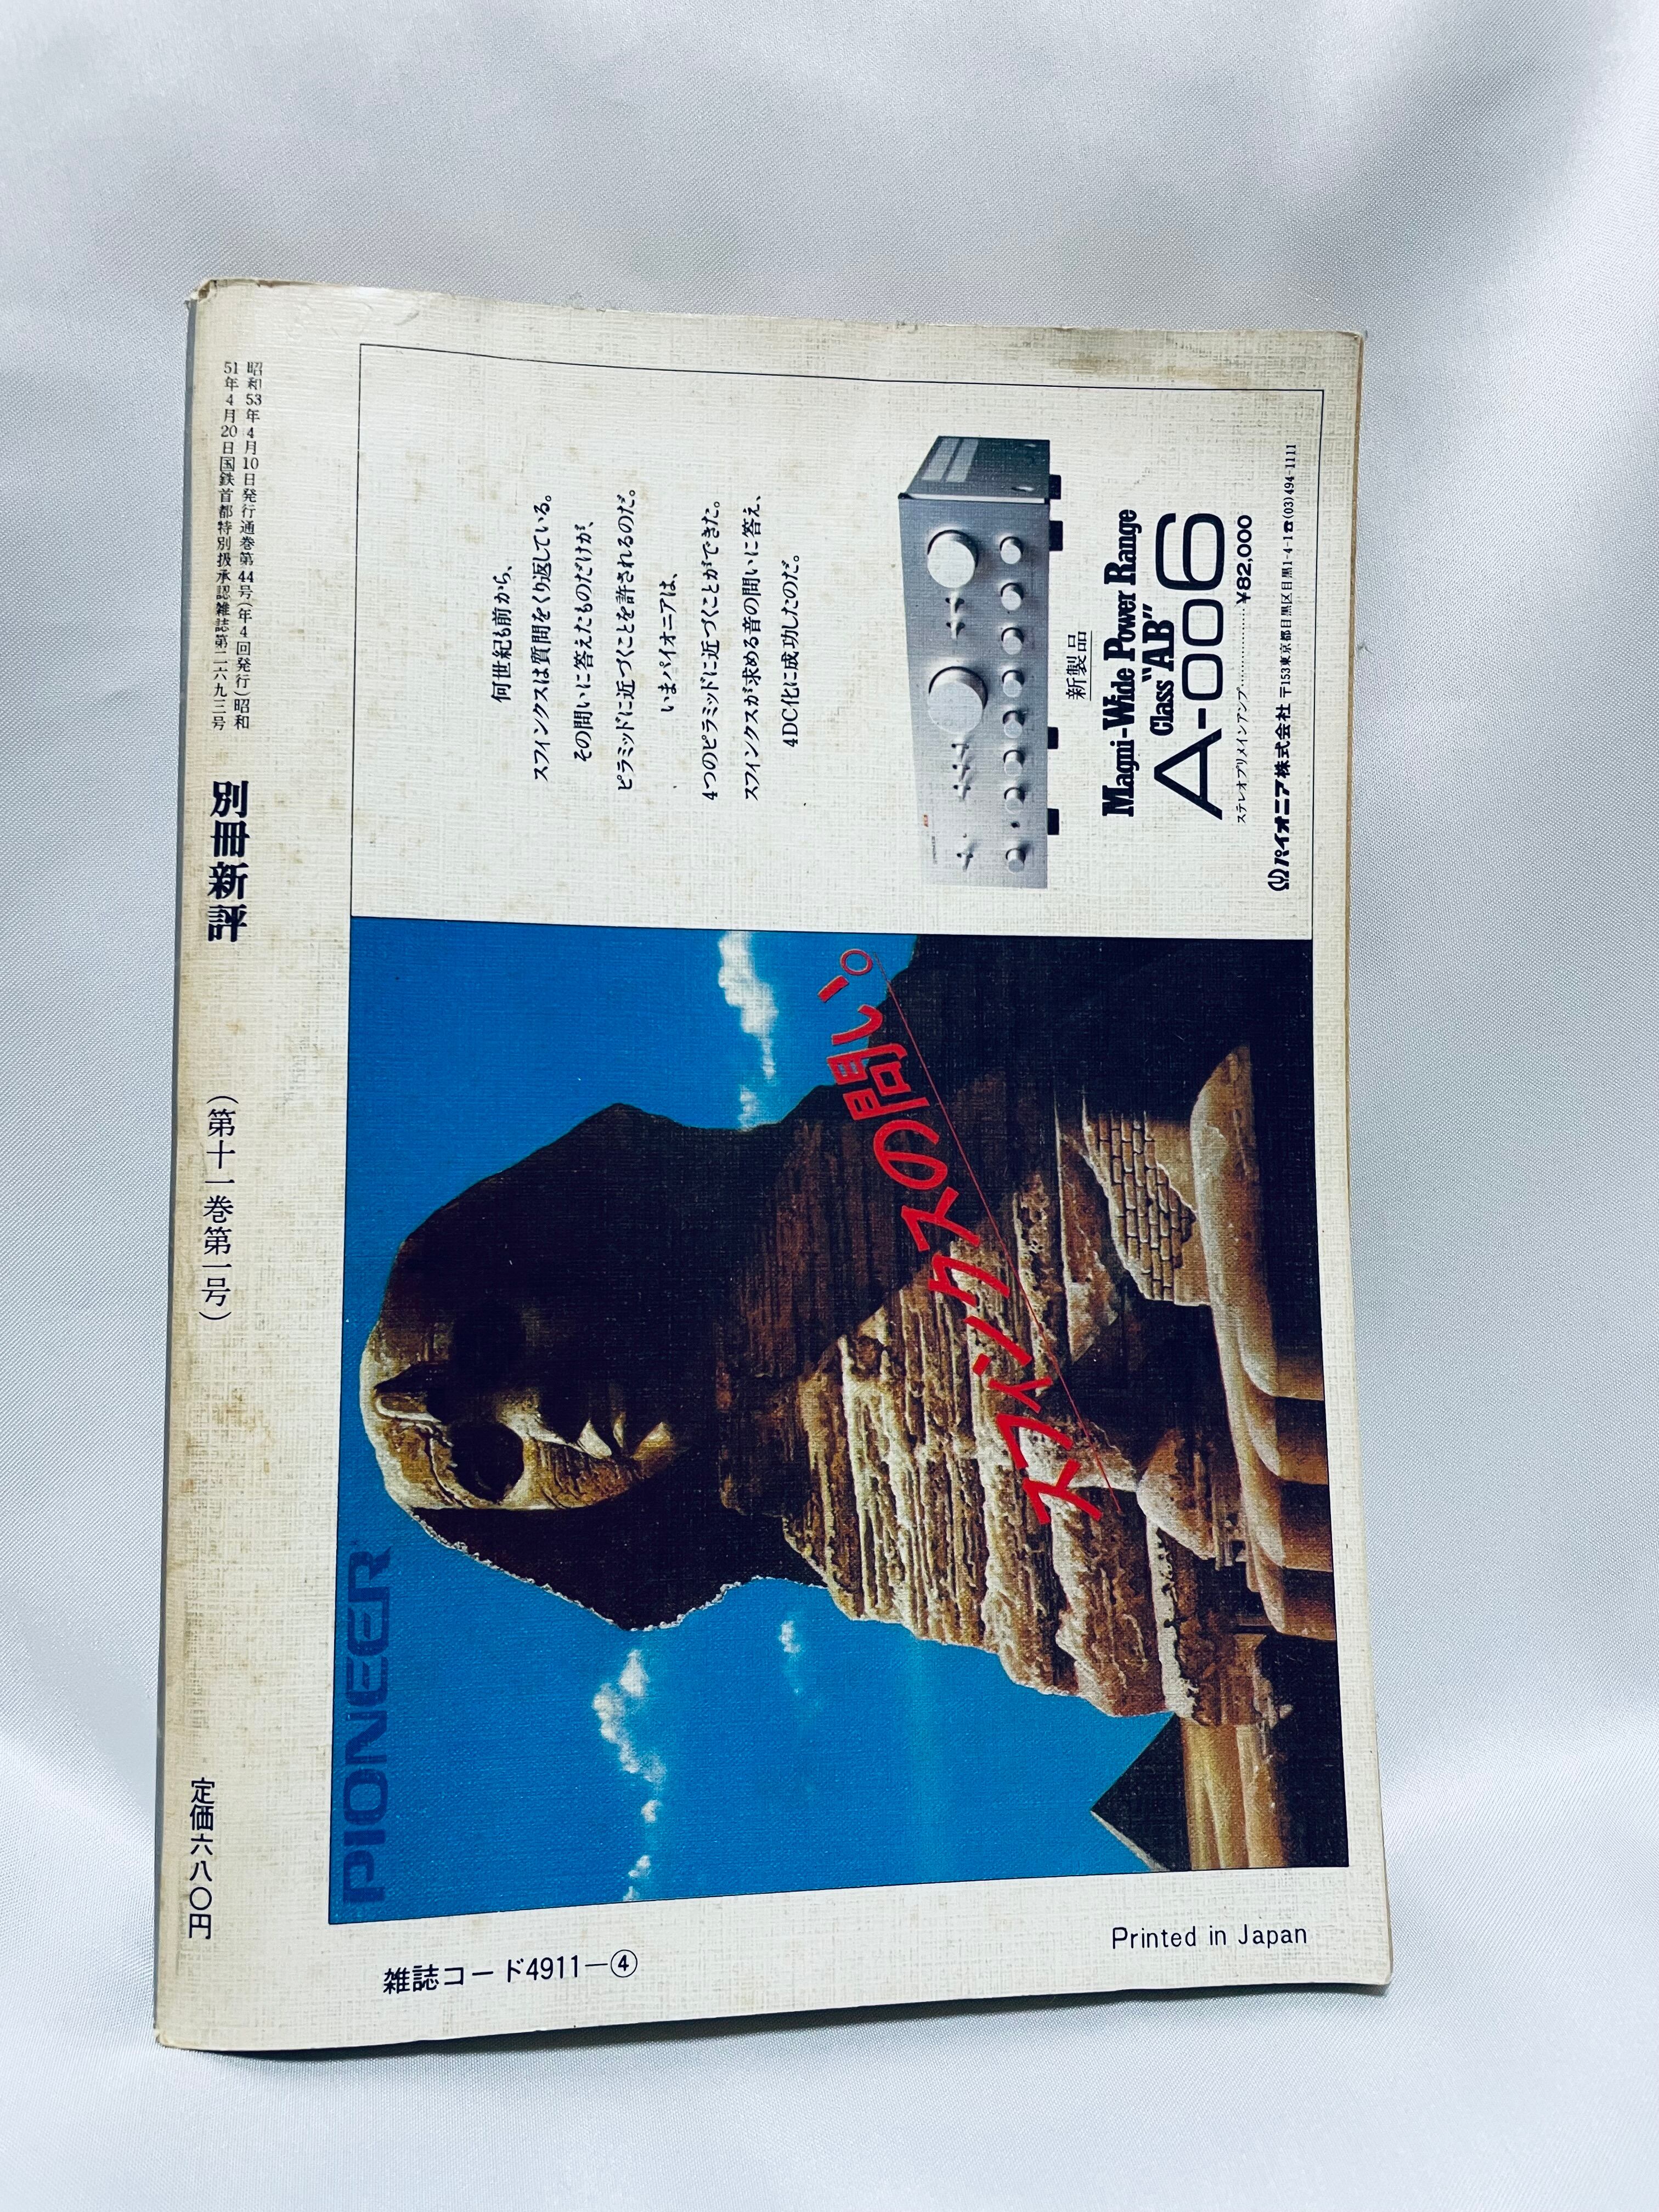 昭和53年4月10日発行通巻第44号(年4回発行)昭和
51年4月20日国鉄首都特別扱承認雑誌第二六九三号
別冊新評
(第十一巻第一号)
定価六八〇円
PIONEER
スフィンクスの問い。
何世紀も前から、
スフィンクスは質問をくり返している。
その問いに答えたものだけが、
ピラミッドに近づくことを許されるのだ。
いまパイオニアは、
4つのピラミッドに近づくことができた。
スフィンクスが求める音の問いに答え、
4DC化に成功したのだ。
新製品
Magni-Wide Power Range
Class "AB"
A-0006
ステレオプリメインアンプ…………¥82,000
パイオニア株式会社 〒153東京都目黒区目黒1-4-1☎(03)494-1111
雑誌コード4911-④
Printed in Japan